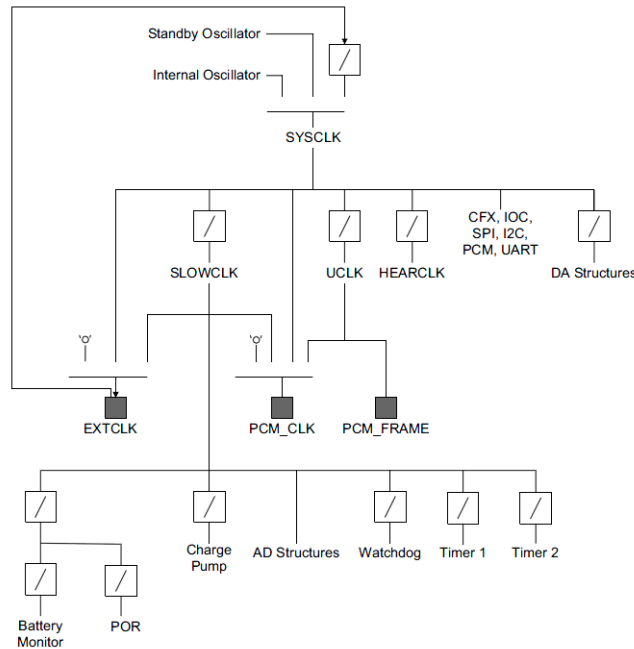 Standby Oscillator
Internal Oscillator
SYSCLK
CFX, IOC,
SPI, I2C,
PCM, UART
SLOWCLK
UCLK
HEARCLK
DA Structures
'0'
'0'
EXTCLK
PCM_CLK
PCM_FRAME
Charge
Pump
AD Structures
Watchdog
Timer 1
Timer 2
Battery
Monitor
POR